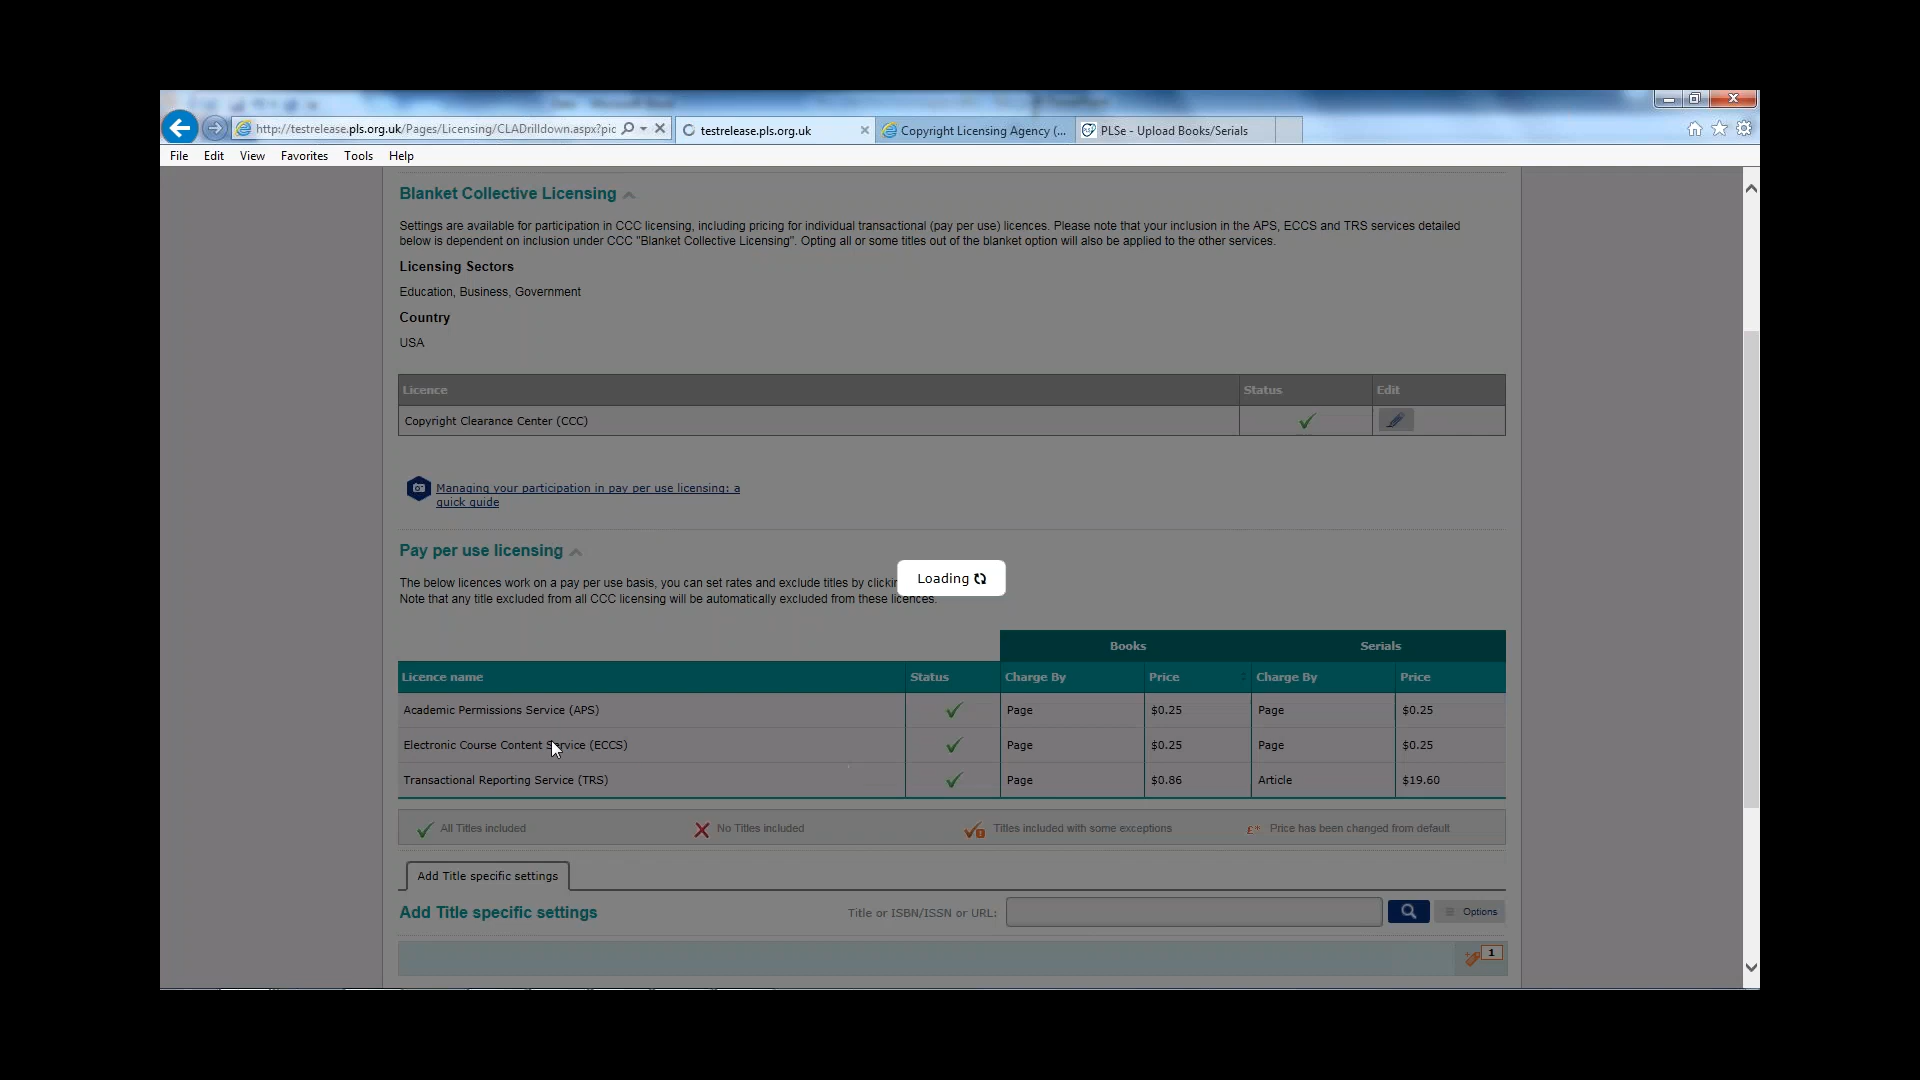 http://testrelease.pls.org.uk/Pages/Licensing/CLADrilldown.aspx?pic
testrelease.pls.org.uk
Copyright Licensing Agency (...
PLSe - Upload Books/Serials
File Edit View Favorites Tools Help
Blanket Collective Licensing
Settings are available for participation in CCC licensing, including pricing for individual transactional (pay per use) licences. Please note that your inclusion in the APS, ECCS and TRS services detailed
below is dependent on inclusion under CCC "Blanket Collective Licensing". Opting all or some titles out of the blanket option will also be applied to the other services.
Licensing Sectors
Education, Business, Government
Country
USA
Licence Status Edit
Copyright Clearance Center (CCC)
Managing your participation in pay per use licensing: a
quick guide
Pay per use licensing
The below licences work on a pay per use basis, you can set rates and exclude titles by
Loading
Note that any title excluded from all CCC licensing will be automatically excluded from these licences.
Books Serials
Licence name Status Charge By Price Charge By Price
Academic Permissions Service (APS) Page $0.25 Page $0.25
Electronic Course Content Service (ECCS) Page $0.25 Page $0.25
Transactional Reporting Service (TRS) Page $0.86 Article $19.60
All Titles included No Titles included Titles included with some exceptions £* Price has been changed from default
Add Title specific settings
Add Title specific settings Title or ISBN/ISSN or URL: Options
1